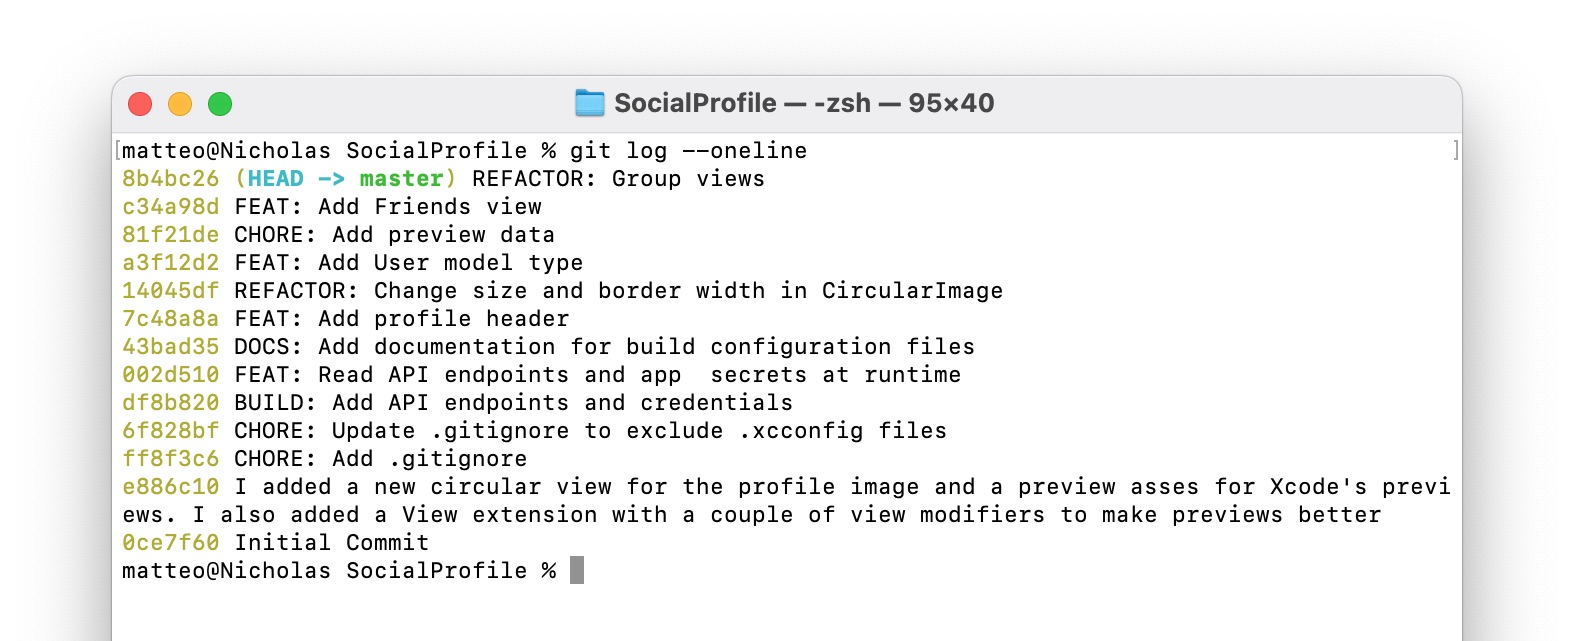 SocialProfile — -zsh — 95×40
[matteo@Nicholas SocialProfile % git log --oneline ]
8b4bc26 (HEAD -> master) REFACTOR: Group views
c34a98d FEAT: Add Friends view
81f21de CHORE: Add preview data
a3f12d2 FEAT: Add User model type
14045df REFACTOR: Change size and border width in CircularImage
7c48a8a FEAT: Add profile header
43bad35 DOCS: Add documentation for build configuration files
002d510 FEAT: Read API endpoints and app  secrets at runtime
df8b820 BUILD: Add API endpoints and credentials
6f828bf CHORE: Update .gitignore to exclude .xcconfig files
ff8f3c6 CHORE: Add .gitignore
e886c10 I added a new circular view for the profile image and a preview asses for Xcode's previ
ews. I also added a View extension with a couple of view modifiers to make previews better
0ce7f60 Initial Commit
matteo@Nicholas SocialProfile %